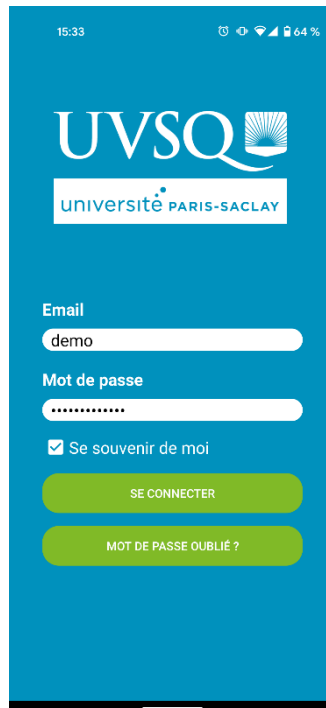 15:33 64 %
UVSQ
université PARIS-SACLAY
Email
demo
Mot de passe
•••••••••••••
Se souvenir de moi
SE CONNECTER
MOT DE PASSE OUBLIÉ ?